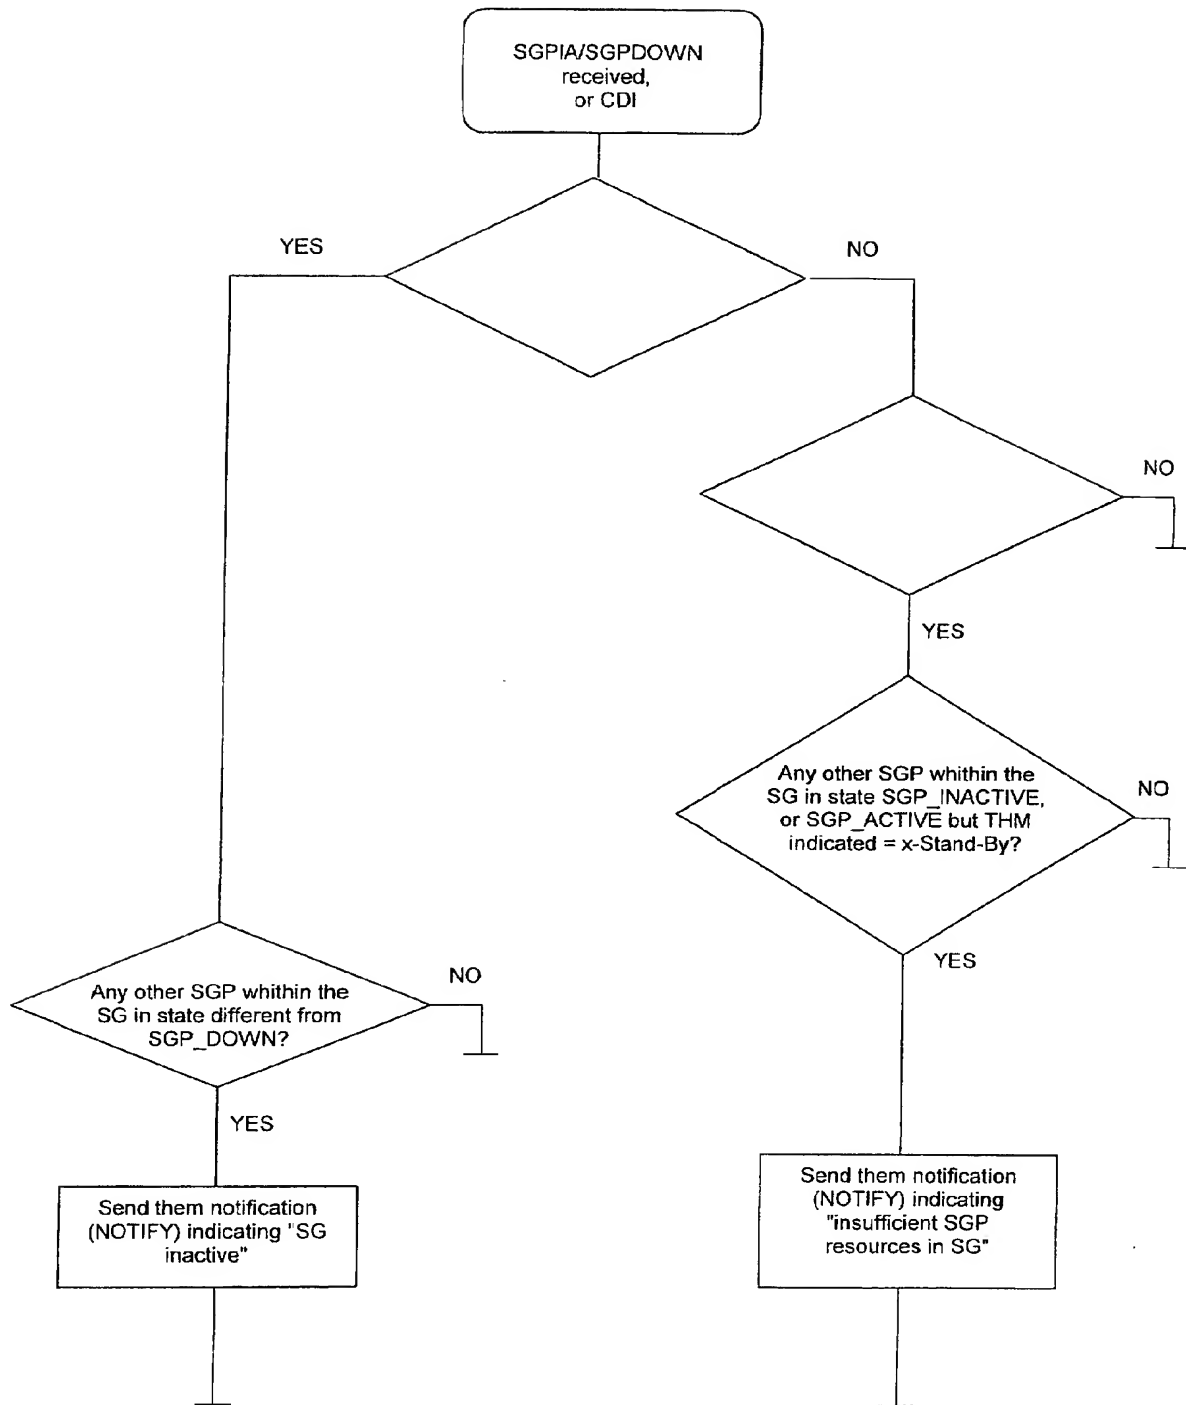 SGPIA/SGPDOWN
received,
or CDI
YES
NO
NO
YES
Any other SGP whithin the
SG in state SGP_INACTIVE,
or SGP_ACTIVE but THM
indicated = x-Stand-By?
NO
YES
Any other SGP whithin the
SG in state different from
SGP_DOWN?
NO
YES
Send them notification
(NOTIFY) indicating "SG
inactive"
Send them notification
(NOTIFY) indicating
"insufficient SGP
resources in SG"